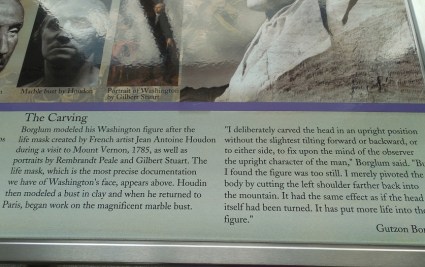 Marble bust by Houdon
Portrait of Washington
by Gilbert Stuart
The Carving
Borglum modeled his Washington figure after the
life mask created by French artist Jean Antoine Houdon
during a visit to Mount Vernon, 1785, as well as
portraits by Rembrandt Peale and Gilbert Stuart. The
life mask, which is the most precise documentation
we have of Washington's face, appears above. Houdin
then modeled a bust in clay and when he returned to
Paris, began work on the magnificent marble bust.
"I deliberately carved the head in an upright position
without the slightest tilting forward or backward, or
to either side, to fix upon the mind of the observer
the upright character of the man," Borglum said.
I found the figure was too still. I merely pivoted the
body by cutting the left shoulder farther back into
the mountain. It had the same effect as if the head
itself had been turned. It has put more life into the
figure."
Gutzon